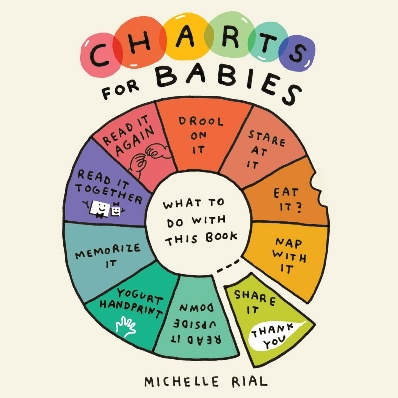 CHARTS
FOR BABIES
DROOL
ON
IT
STARE
AT
IT
EAT
IT?
NAP
WITH
IT
SHARE
IT
THANK
YOU
READ IT
UPSIDE
DOWN
YOGURT
HANDPRINT
MEMORIZE
IT
READ IT
TOGETHER
READ IT
AGAIN
WHAT TO
DO WITH
THIS BOOK
MICHELLE RIAL